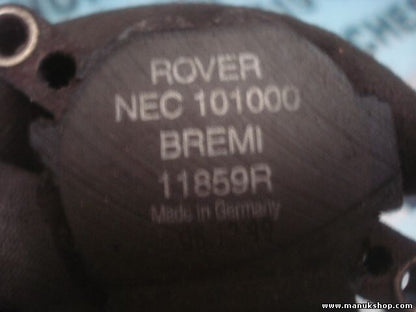 ROVER
NEC 101000
BREMI
11859R
Made in Germany
www.manukshop.com